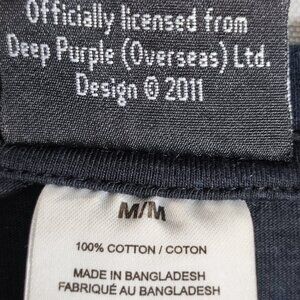 Officially licensed from
Deep Purple (Overseas) Ltd.
Design © 2011
M/M
100% COTTON / COTON
MADE IN BANGLADESH
FABRIQUÉ AU BANGLADESH